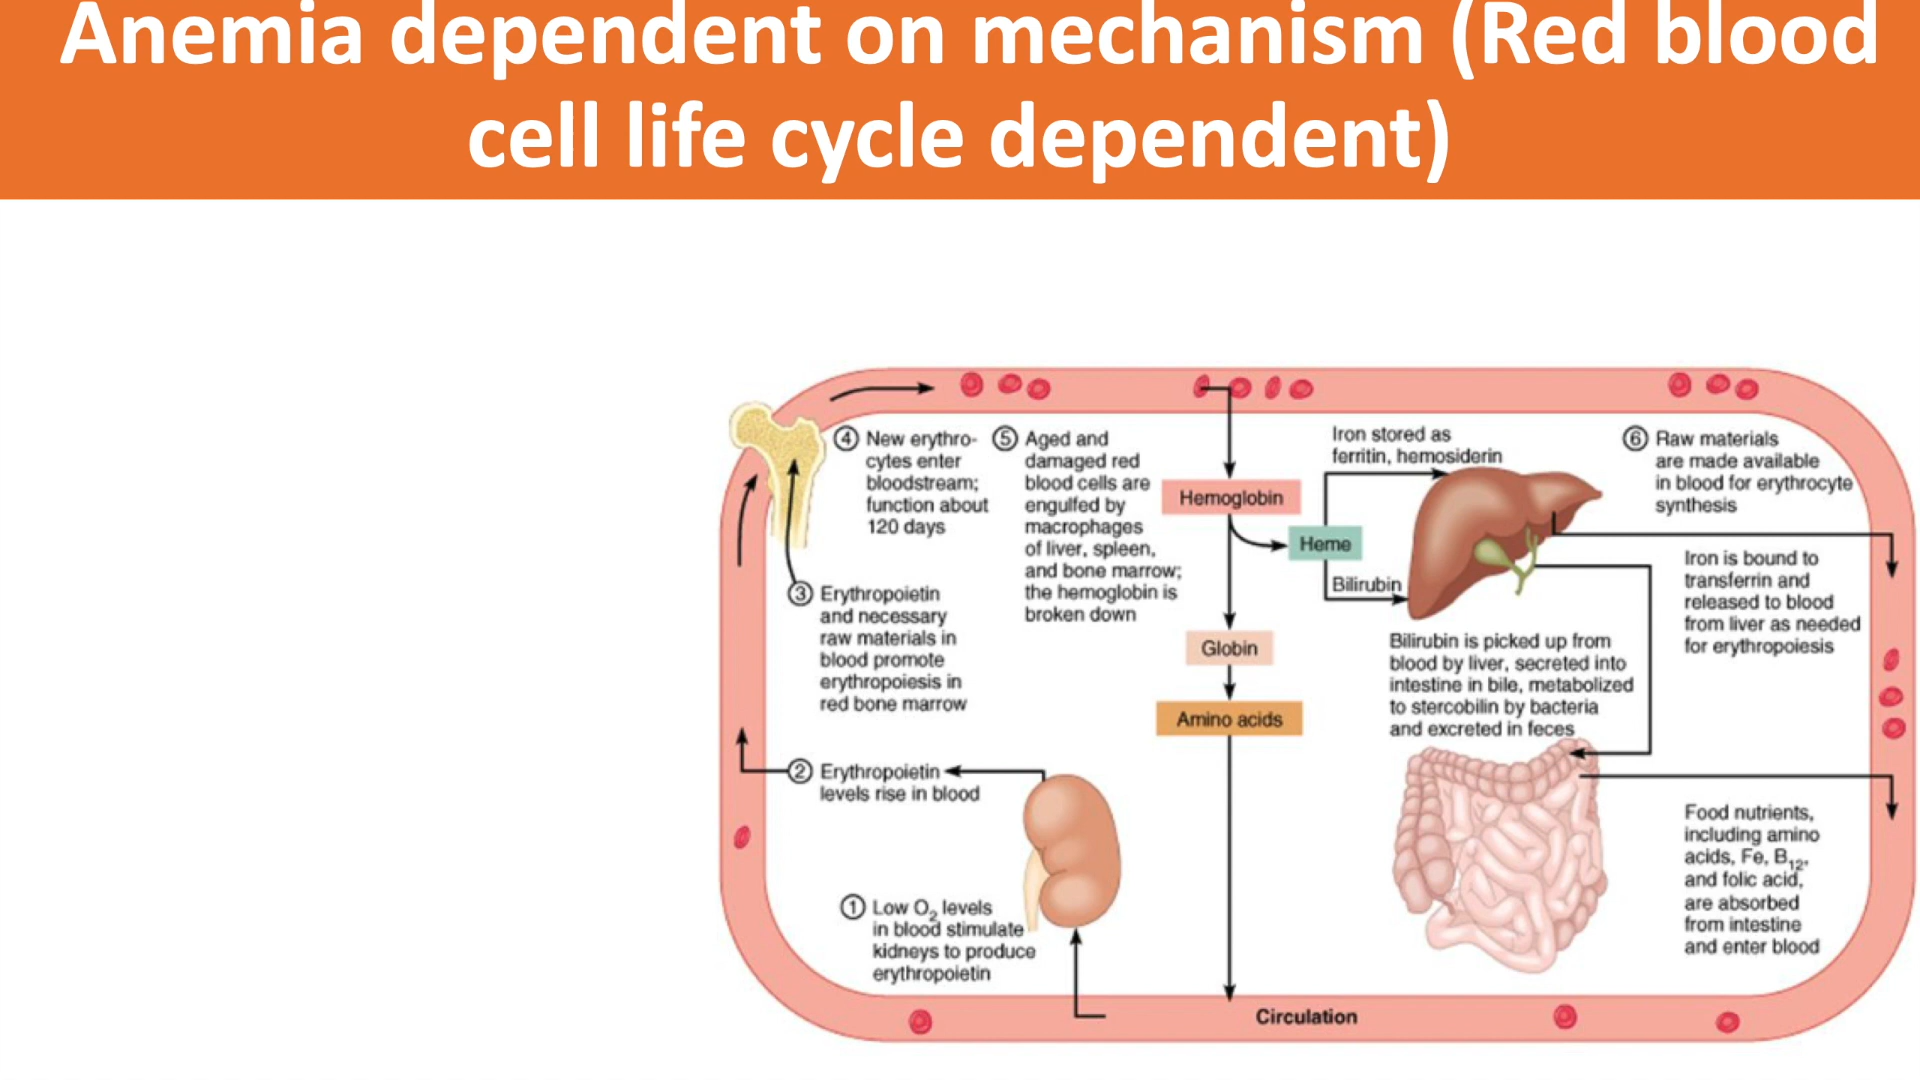 Anemia dependent on mechanism (Red blood
cell life cycle dependent)
④ New erythro-
cytes enter
bloodstream;
function about
120 days
⑤ Aged and
damaged red
blood cells are
engulfed by
macrophages
of liver, spleen,
and bone marrow;
the hemoglobin is
broken down
Hemoglobin
Heme
Iron stored as
ferritin, hemosiderin
Bilirubin
Globin
Amino acids
Bilirubin is picked up from
blood by liver, secreted into
intestine in bile, metabolized
to stercobilin by bacteria
and excreted in feces
⑥ Raw materials
are made available
in blood for erythrocyte
synthesis
Iron is bound to
transferrin and
released to blood
from liver as needed
for erythropoiesis
③ Erythropoietin
and necessary
raw materials in
blood promote
erythropoiesis in
red bone marrow
② Erythropoietin
levels rise in blood
① Low O₂ levels
in blood stimulate
kidneys to produce
erythropoietin
Food nutrients,
including amino
acids, Fe, B₁₂,
and folic acid,
are absorbed
from intestine
and enter blood
Circulation